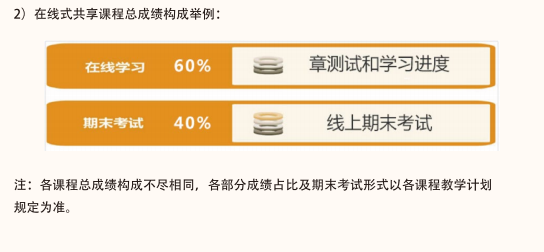 2）在线式共享课程总成绩构成举例：
在线学习 60% 章测试和学习进度
期末考试 40% 线上期末考试
注：各课程总成绩构成不尽相同，各部分成绩占比及期末考试形式以各课程教学计划
规定为准。